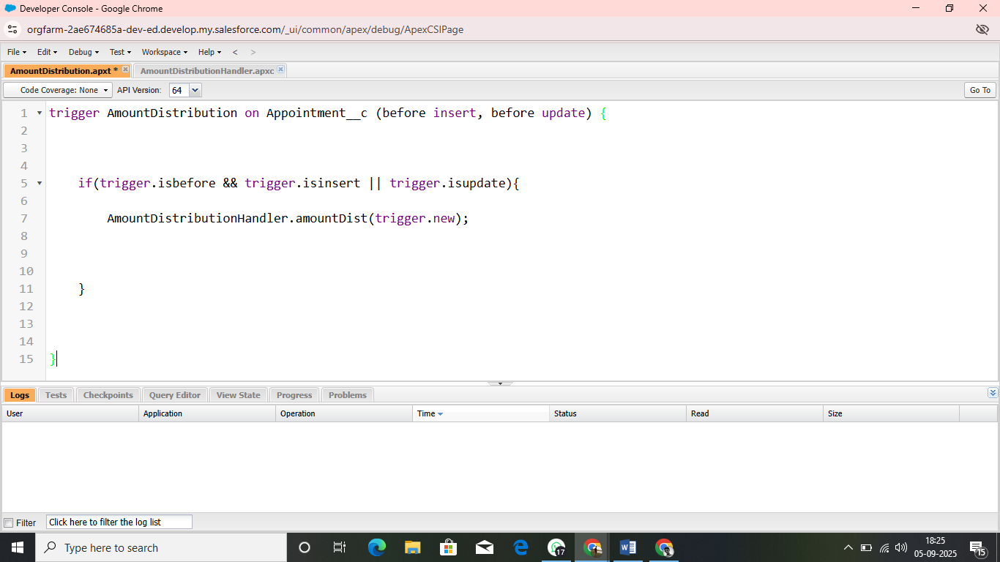 Developer Console - Google Chrome
orgfarm-2ae674685a-dev-ed.develop.my.salesforce.com/_ui/common/apex/debug/ApexCSIPage
File Edit Debug Test Workspace Help < >
AmountDistribution.apxt * AmountDistributionHandler.apxc
Code Coverage: None API Version: 64 Go To
1 trigger AmountDistribution on Appointment__c (before insert, before update) {
2
3
4
5 if(trigger.isbefore && trigger.isinsert || trigger.isupdate){
6
7 AmountDistributionHandler.amountDist(trigger.new);
8
9
10
11 }
12
13
14
15 }
Logs Tests Checkpoints Query Editor View State Progress Problems
User Application Operation Time Status Read Size
Filter Click here to filter the log list
Type here to search 17 18:25
05-09-2025 15